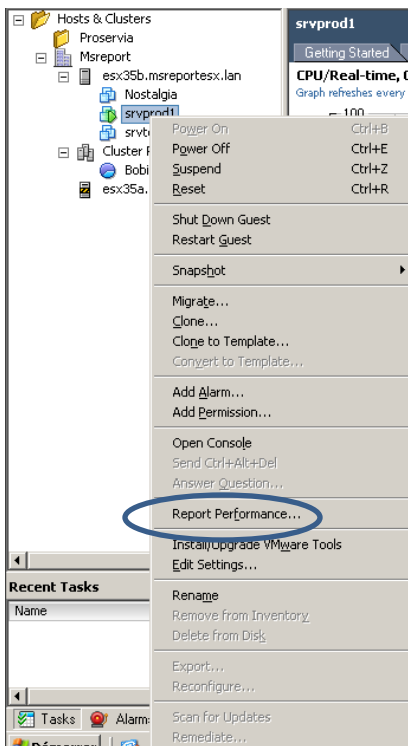 Hosts & Clusters
Proservia
Msreport
esx35b.msreportesx.lan
Nostalgia
srvprod1
Cluster
Bobi
esx35a.
srvprod1
Getting Started
CPU/Real-time,
Graph refreshes every
100
Power On Ctrl+B
Power Off Ctrl+E
Suspend Ctrl+Z
Reset Ctrl+R
Shut Down Guest
Restart Guest
Snapshot
Migrate...
Clone...
Clone to Template...
Convert to Template...
Add Alarm...
Add Permission...
Open Console
Send Ctrl+Alt+Del
Answer Question...
Report Performance...
Install/Upgrade VMware Tools
Edit Settings...
Rename
Remove from Inventory
Delete from Disk
Export...
Reconfigure...
Scan for Updates
Remediate...
Recent Tasks
Name
Tasks
Alarm
Démarrer